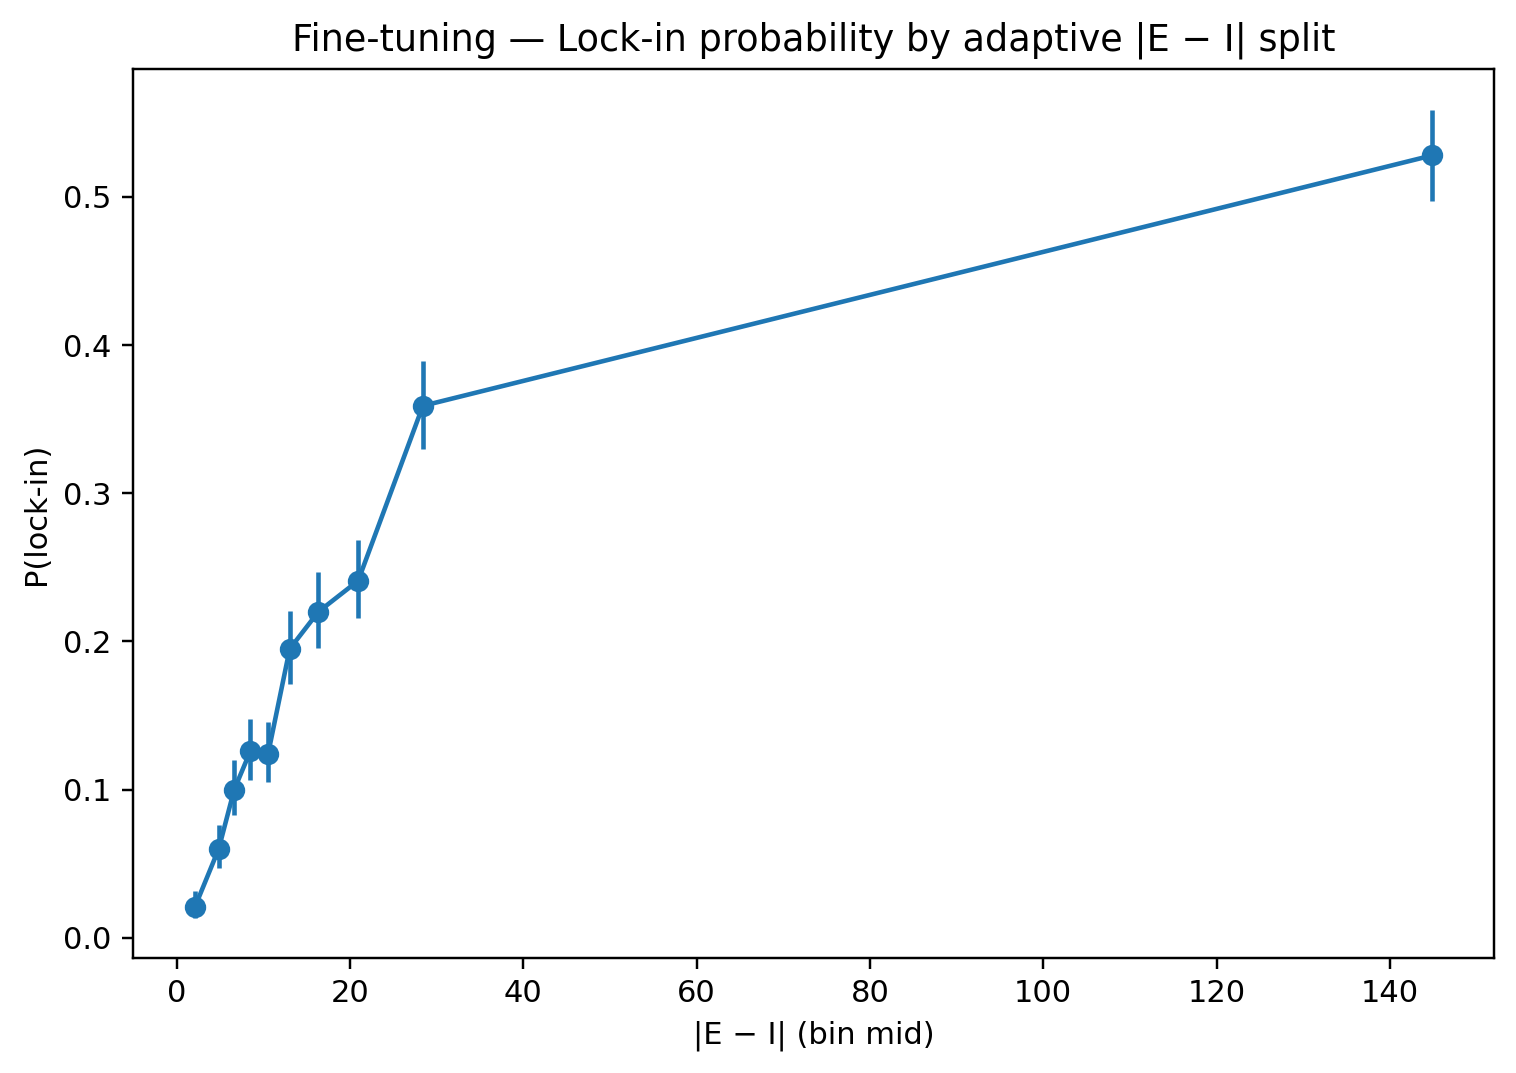 Fine-tuning — Lock-in probability by adaptive |E − I| split
P(lock-in)
0.5
0.4
0.3
0.2
0.1
0.0
0 20 40 60 80 100 120 140
|E − I| (bin mid)